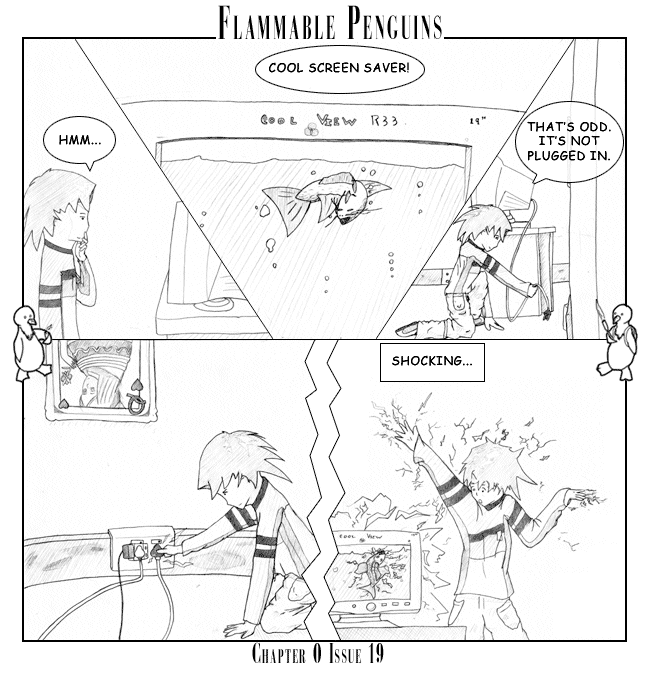 FLAMMABLE PENGUINS
HMM...
COOL SCREEN SAVER!
COOL VIEW R33. 19"
THAT'S ODD.
IT'S NOT
PLUGGED IN.
Q
SHOCKING...
COOL VIEW
CHAPTER 0 ISSUE 19